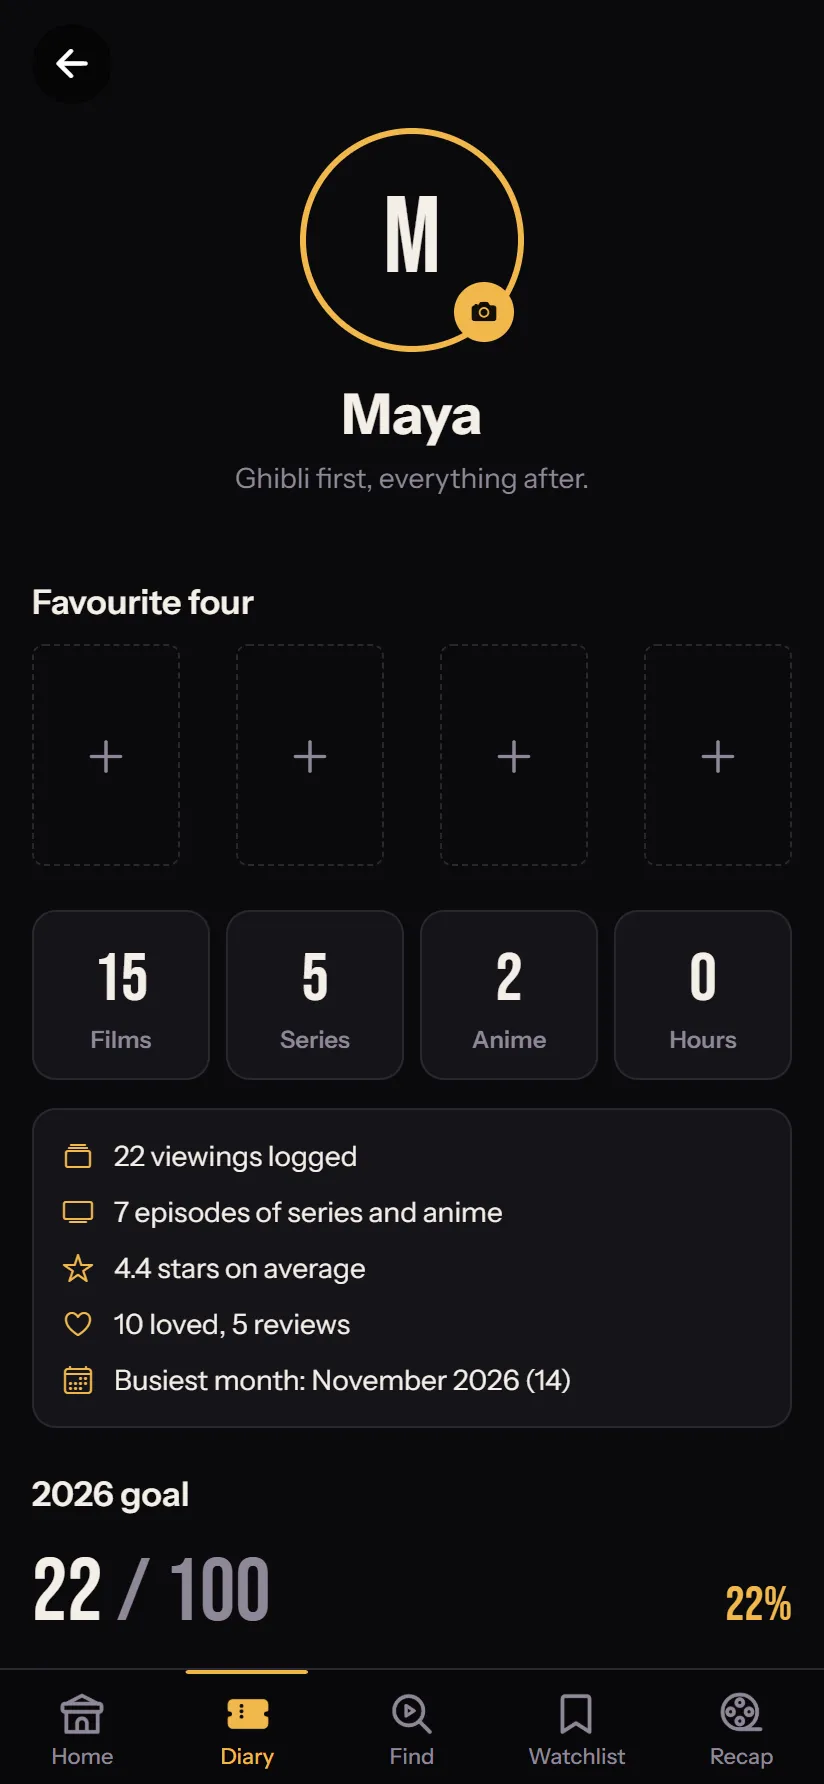 M
Maya
Ghibli first, everything after.
Favourite four
15
Films
5
Series
2
Anime
0
Hours
22 viewings logged
7 episodes of series and anime
4.4 stars on average
10 loved, 5 reviews
Busiest month: November 2026 (14)
2026 goal
22 / 100
22%
Home
Diary
Find
Watchlist
Recap